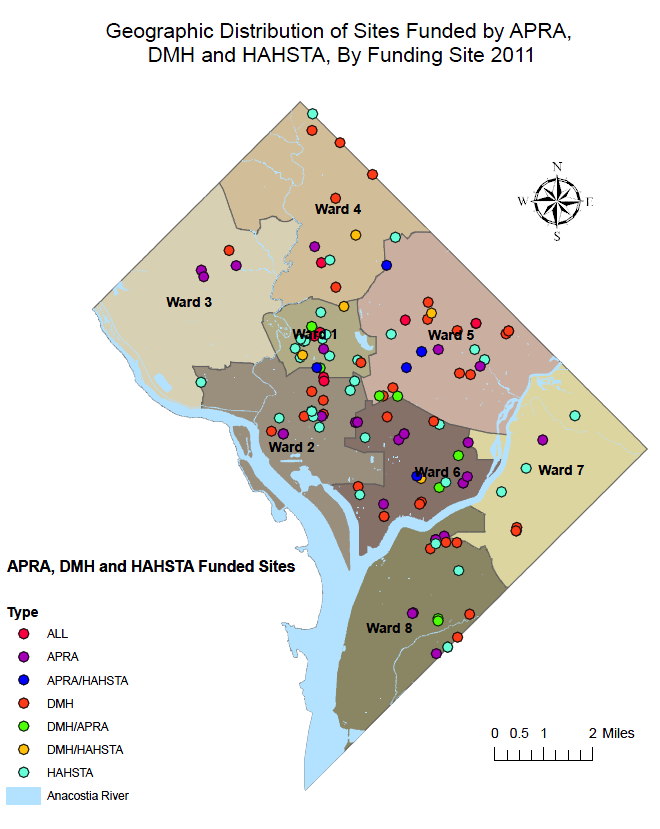 Geographic Distribution of Sites Funded by APRA,
DMH and HAHSTA, By Funding Site 2011
N
W E
S
Ward 4
Ward 3
Ward 1
Ward 5
Ward 2
Ward 6
Ward 7
Ward 8
APRA, DMH and HAHSTA Funded Sites
Type
ALL
APRA
APRA/HAHSTA
DMH
DMH/APRA
DMH/HAHSTA
HAHSTA
Anacostia River
0 0.5 1 2 Miles